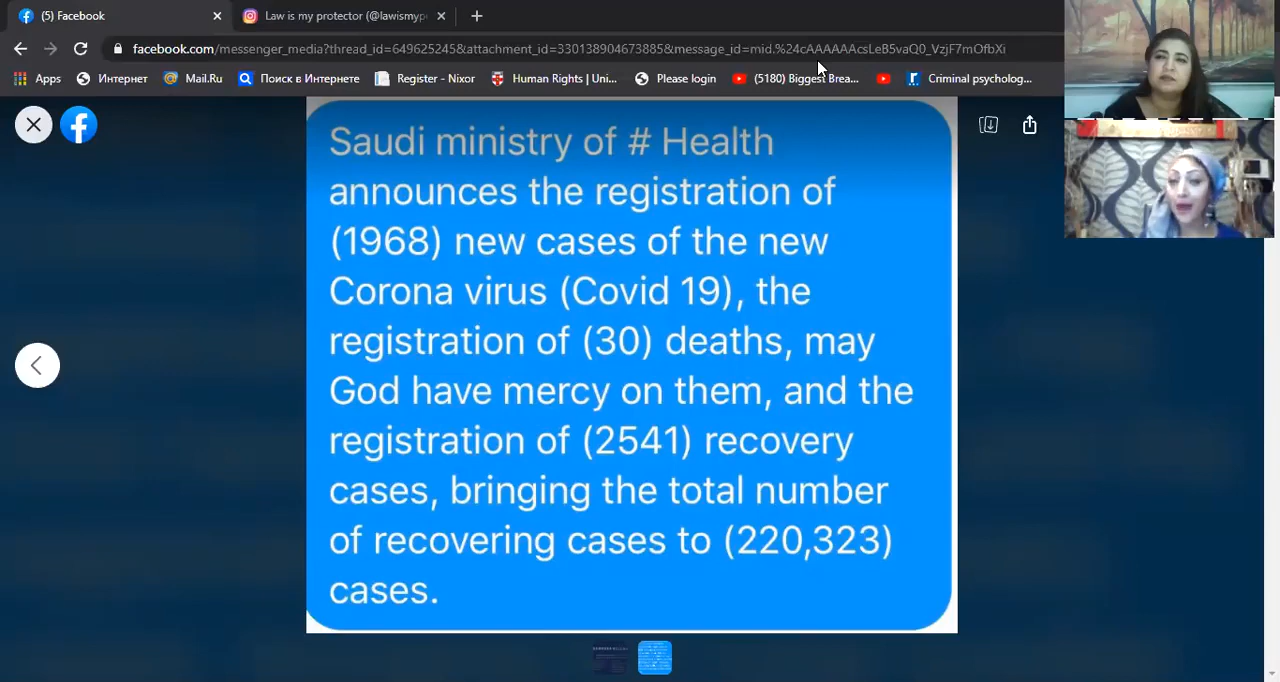 (5) Facebook
Law is my protector (@lawismyp
facebook.com/messenger_media?thread_id=649625245&attachment_id=3301389046738858&message_id=mid.%24cAAAAAAcsLeB5vaQ0_VzjF7mOfbXi
Apps Интернет Mail.Ru Поиск в Интернете Register - Nixor Human Rights | Uni... Please login (5180) Biggest Brea... Criminal psycholog...
Saudi ministry of # Health
announces the registration of
(1968) new cases of the new
Corona virus (Covid 19), the
registration of (30) deaths, may
God have mercy on them, and the
registration of (2541) recovery
cases, bringing the total number
of recovering cases to (220,323)
cases.